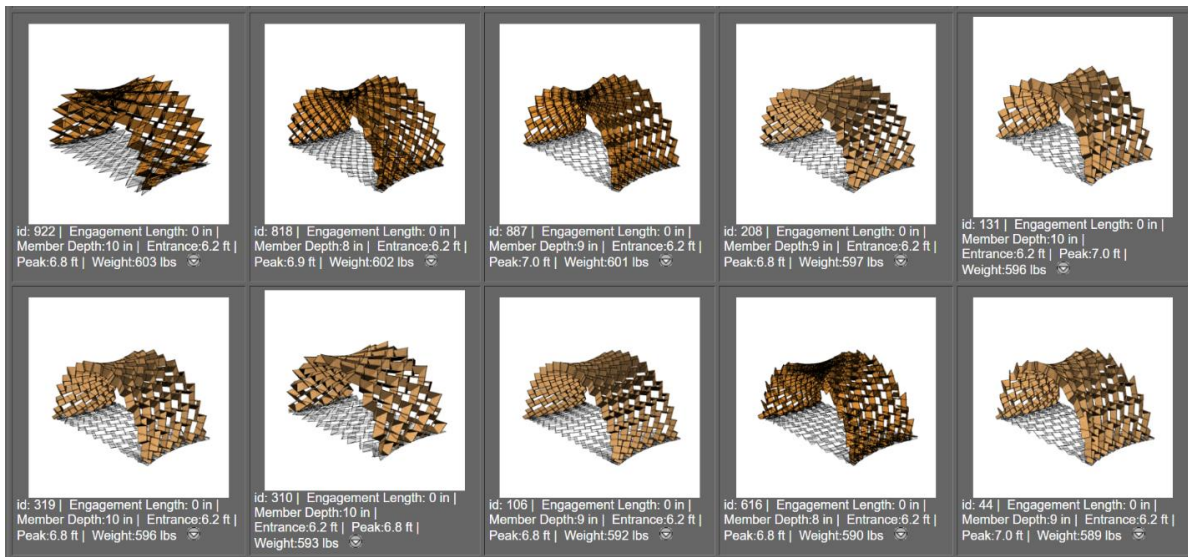 id: 922 | Engagement Length: 0 in |
Member Depth:10 in | Entrance:6.2 ft |
Peak:6.8 ft | Weight:603 lbs
id: 818 | Engagement Length: 0 in |
Member Depth:8 in | Entrance:6.2 ft |
Peak:6.9 ft | Weight:602 lbs
id: 887 | Engagement Length: 0 in |
Member Depth:9 in | Entrance:6.2 ft |
Peak:7.0 ft | Weight:601 lbs
id: 208 | Engagement Length: 0 in |
Member Depth:9 in | Entrance:6.2 ft |
Peak:6.8 ft | Weight:597 lbs
id: 131 | Engagement Length: 0 in |
Member Depth:10 in |
Entrance:6.2 ft | Peak:7.0 ft |
Weight:596 lbs
id: 319 | Engagement Length: 0 in |
Member Depth:10 in | Entrance:6.2 ft |
Peak:6.8 ft | Weight:596 lbs
id: 310 | Engagement Length: 0 in |
Member Depth:10 in |
Entrance:6.2 ft | Peak:6.8 ft |
Weight:593 lbs
id: 106 | Engagement Length: 0 in |
Member Depth:9 in | Entrance:6.2 ft |
Peak:6.8 ft | Weight:592 lbs
id: 616 | Engagement Length: 0 in |
Member Depth:8 in | Entrance:6.2 ft |
Peak:6.8 ft | Weight:590 lbs
id: 44 | Engagement Length: 0 in |
Member Depth:9 in | Entrance:6.2 ft |
Peak:7.0 ft | Weight:589 lbs